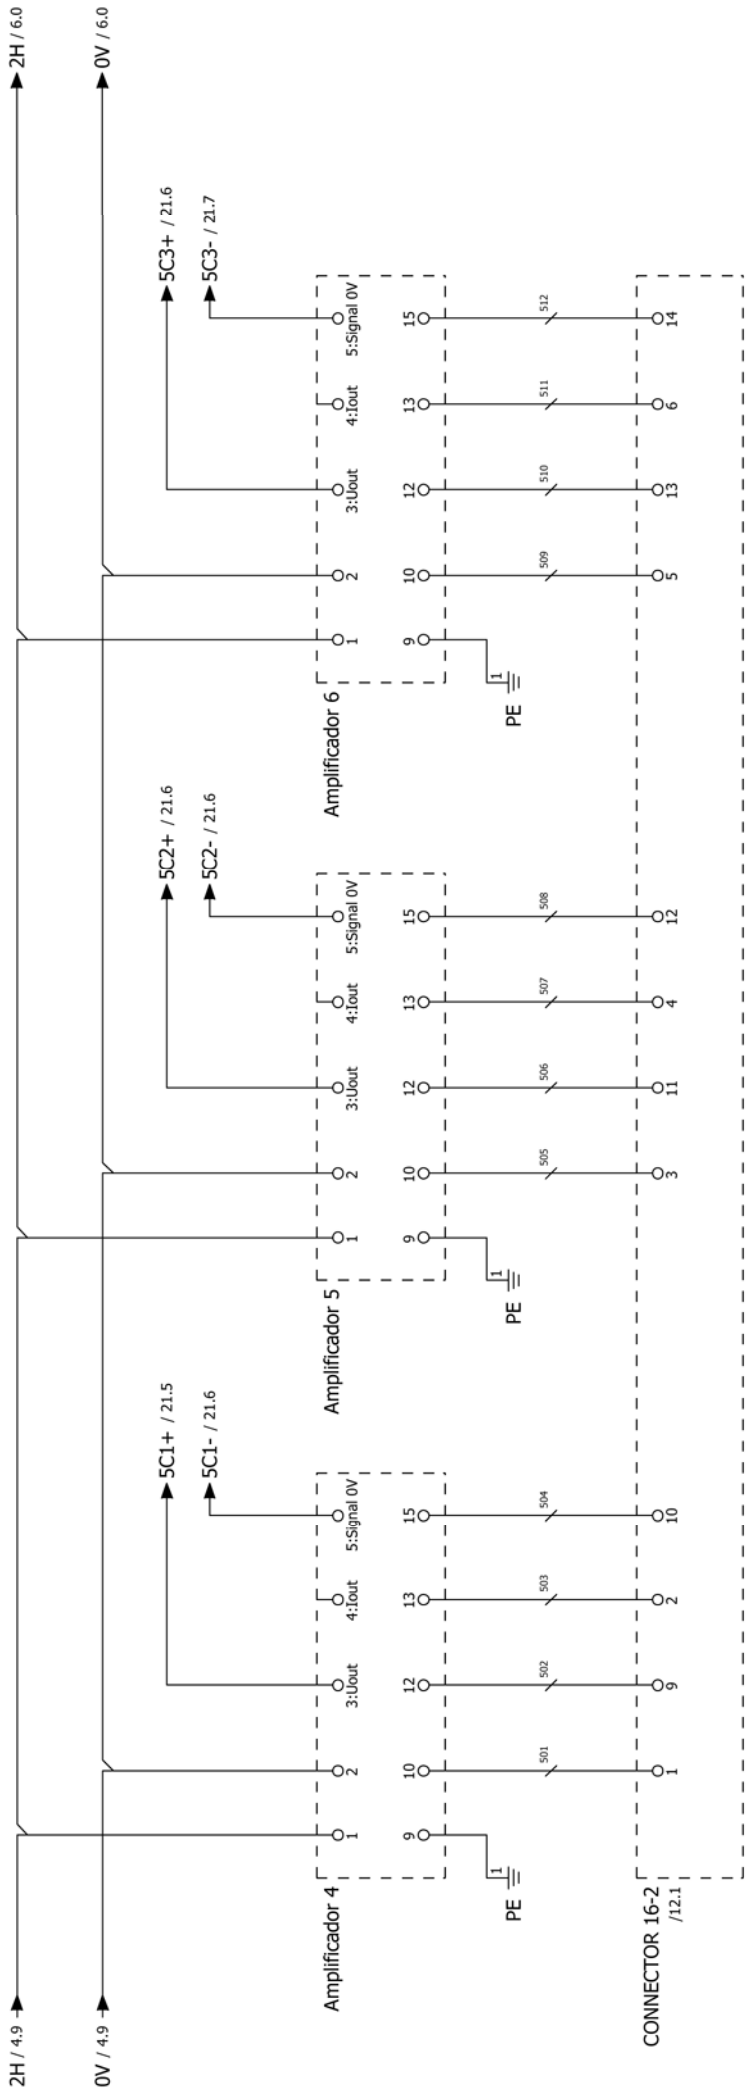 2H / 4.9
2H / 6.0
0V / 4.9
0V / 6.0
5C1+ / 21.5
5C1- / 21.6
5C2+ / 21.6
5C2- / 21.6
5C3+ / 21.6
5C3- / 21.7
Amplificador 4
1
2
3:Uout
4:Iout
5:Signal 0V
9
10
12
13
15
PE
1
501
502
503
504
Amplificador 5
1
2
3:Uout
4:Iout
5:Signal 0V
9
10
12
13
15
PE
1
505
506
507
508
Amplificador 6
1
2
3:Uout
4:Iout
5:Signal 0V
9
10
12
13
15
PE
1
509
510
511
512
CONNECTOR 16-2
/12.1
1
9
2
10
3
11
4
12
5
13
6
14